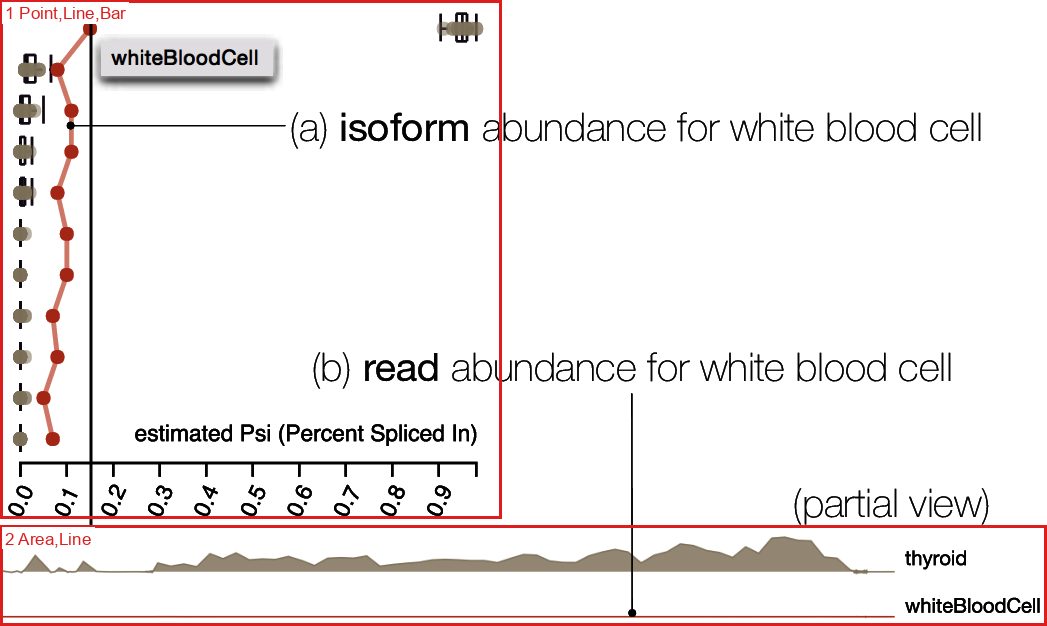 1 Point,Line,Bar
whiteBloodCell
(a) isoform abundance for white blood cell
(b) read abundance for white blood cell
estimated Psi (Percent Spliced In)
0.0 0.1 0.2 0.3 0.4 0.5 0.6 0.7 0.8 0.9
(partial view)
2 Area,Line
thyroid
whiteBloodCell